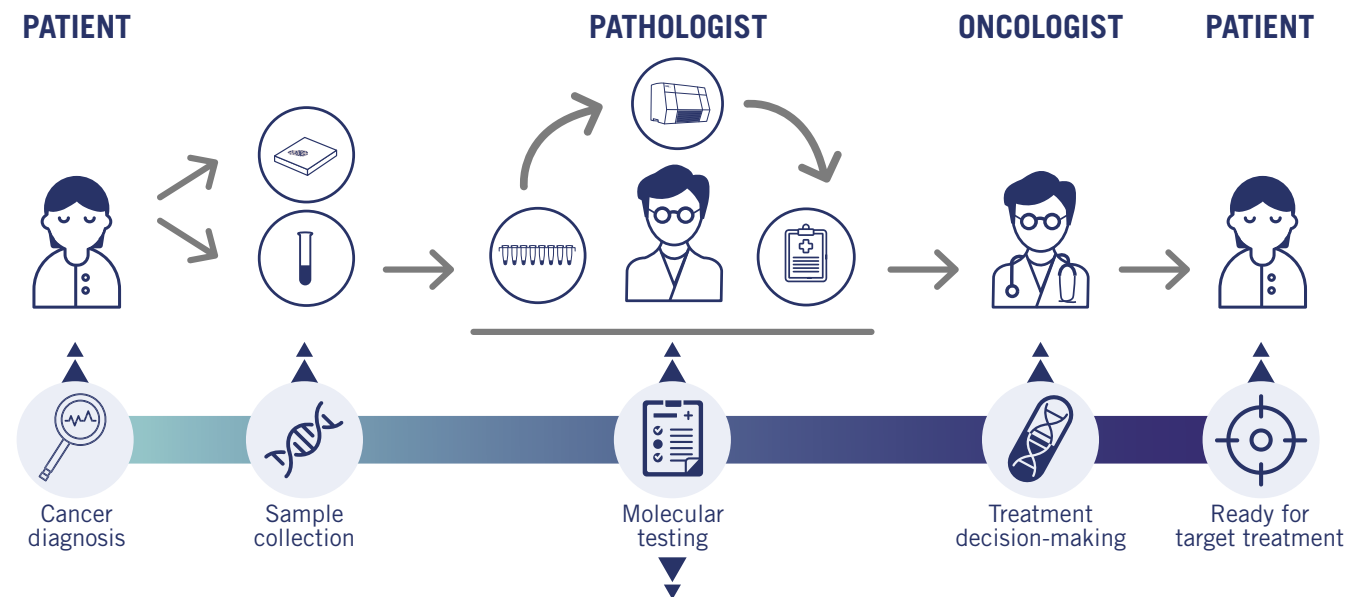 PATIENT
PATHOLOGIST
ONCOLOGIST
PATIENT
Cancer
diagnosis
Sample
collection
Molecular
testing
Treatment
decision-making
Ready for
target treatment